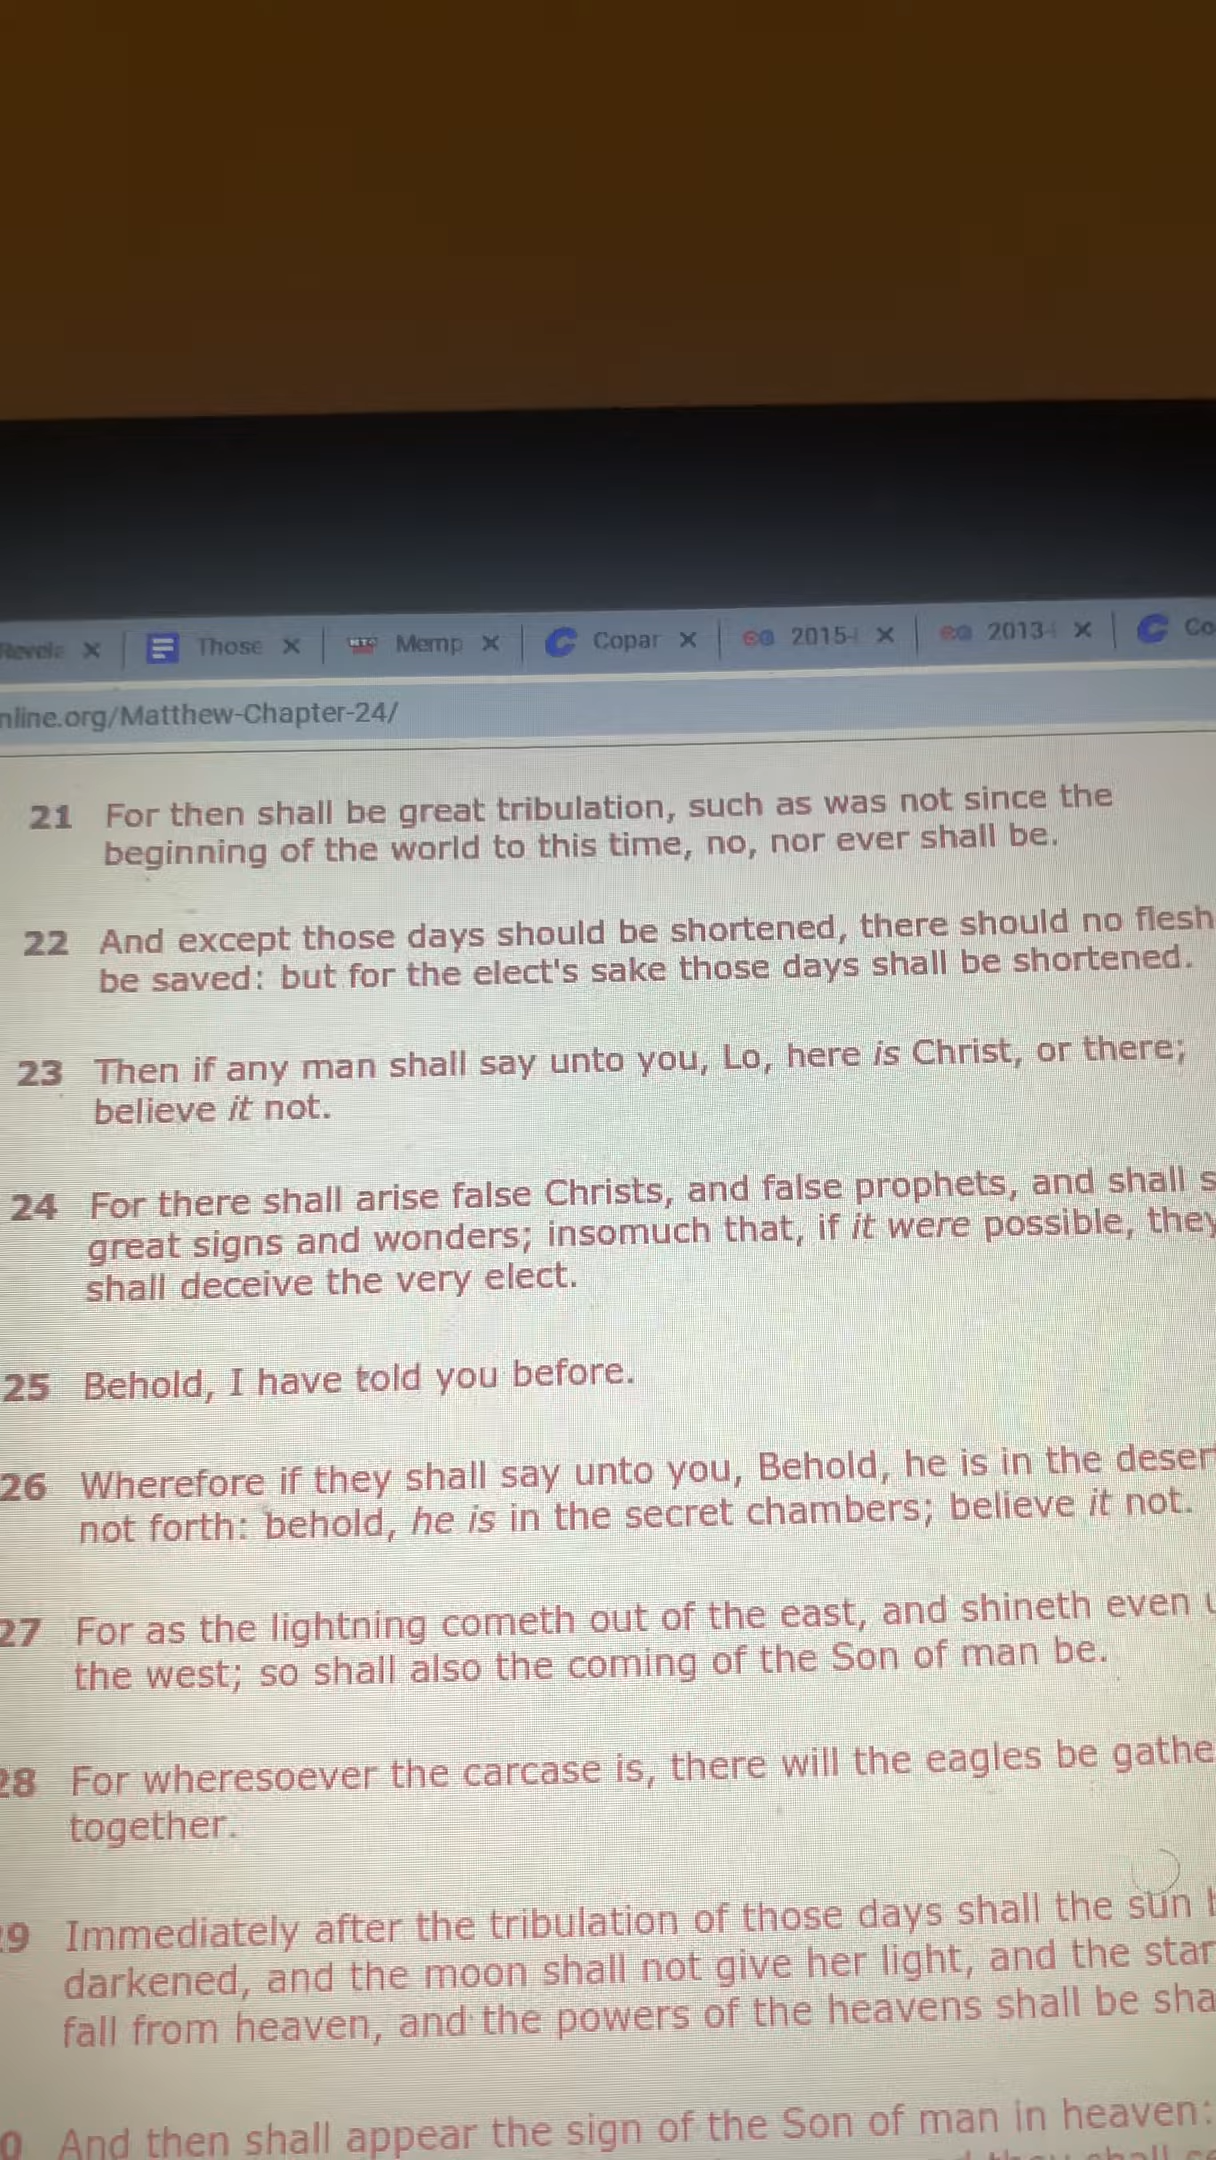 Revela × Those × Memp × Copar × 2015- × 2013- × Co
nline.org/Matthew-Chapter-24/
21 For then shall be great tribulation, such as was not since the
beginning of the world to this time, no, nor ever shall be.
22 And except those days should be shortened, there should no flesh
be saved: but for the elect's sake those days shall be shortened.
23 Then if any man shall say unto you, Lo, here is Christ, or there;
believe it not.
24 For there shall arise false Christs, and false prophets, and shall s
great signs and wonders; insomuch that, if it were possible, they
shall deceive the very elect.
25 Behold, I have told you before.
26 Wherefore if they shall say unto you, Behold, he is in the desert
not forth: behold, he is in the secret chambers; believe it not.
27 For as the lightning cometh out of the east, and shineth even u
the west; so shall also the coming of the Son of man be.
28 For wheresoever the carcase is, there will the eagles be gathe
together.
29 Immediately after the tribulation of those days shall the sun b
darkened, and the moon shall not give her light, and the star
fall from heaven, and the powers of the heavens shall be sha
0 And then shall appear the sign of the Son of man in heaven: